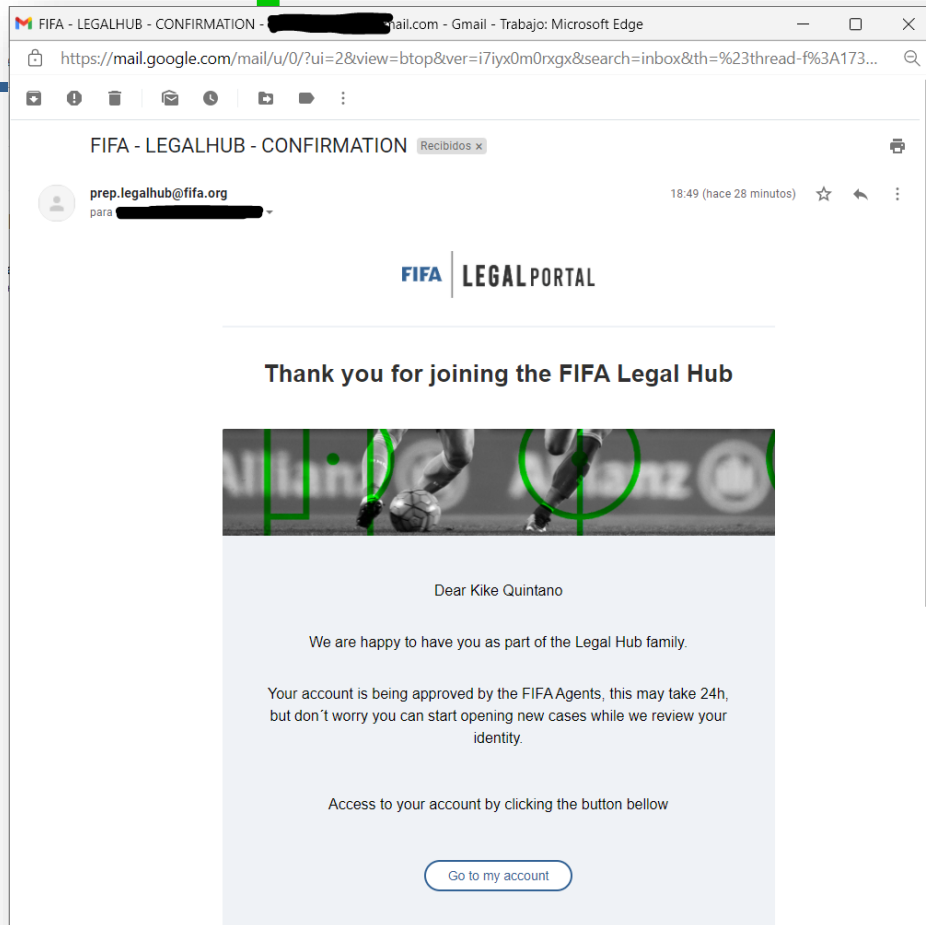 FIFA - LEGALHUB - CONFIRMATION - mail.com - Gmail - Trabajo: Microsoft Edge
https://mail.google.com/mail/u/0/?ui=2&view=btop&ver=i7iyx0m0rxgx&search=inbox&th=%23thread-f%3A173...
FIFA - LEGALHUB - CONFIRMATION Recibidos x
prep.legalhub@fifa.org 18:49 (hace 28 minutos)
para
FIFA LEGAL PORTAL
Thank you for joining the FIFA Legal Hub
Allianz Allianz
Dear Kike Quintano
We are happy to have you as part of the Legal Hub family.
Your account is being approved by the FIFA Agents, this may take 24h,
but don´t worry you can start opening new cases while we review your
identity.
Access to your account by clicking the button bellow
Go to my account